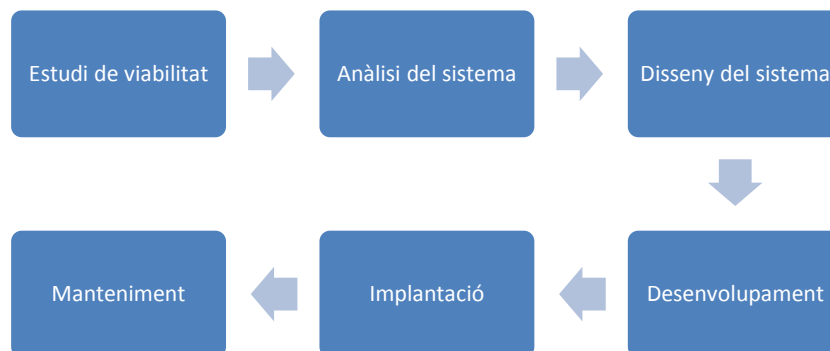 Estudi de viabilitat
Anàlisi del sistema
Disseny del sistema
Desenvolupament
Implantació
Manteniment